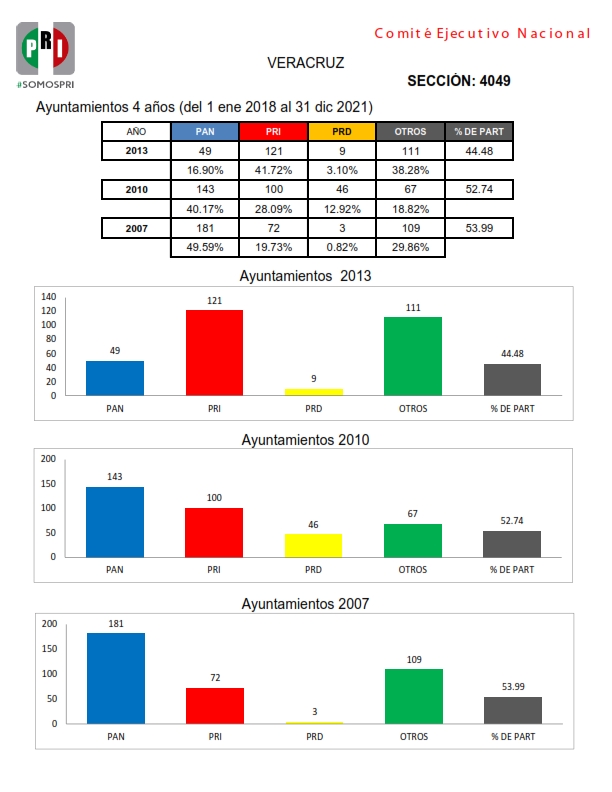 Comité Ejecutivo Nacional
PRI
#SOMOSPRI
VERACRUZ
SECCIÓN: 4049
Ayuntamientos 4 años (del 1 ene 2018 al 31 dic 2021)
AÑO PAN PRI PRD OTROS % DE PART
2013 49 121 9 111 44.48
16.90% 41.72% 3.10% 38.28%
2010 143 100 46 67 52.74
40.17% 28.09% 12.92% 18.82%
2007 181 72 3 109 53.99
49.59% 19.73% 0.82% 29.86%
Ayuntamientos 2013
140
120
100
80
60
40
20
0
49 121 9 111 44.48
PAN PRI PRD OTROS % DE PART
Ayuntamientos 2010
200
150
100
50
0
143 100 46 67 52.74
PAN PRI PRD OTROS % DE PART
Ayuntamientos 2007
200
150
100
50
0
181 72 3 109 53.99
PAN PRI PRD OTROS % DE PART